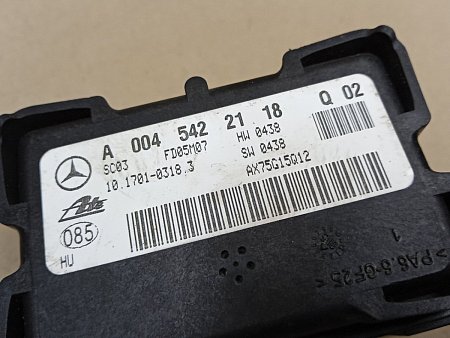 A 004 542 21 18 Q 02
SC03 FD05M07 HW 0438
10.1701-0318.3 SW 0438
AX75G15Q12
Ate
085
HU
>PA6.6-GF25<
1